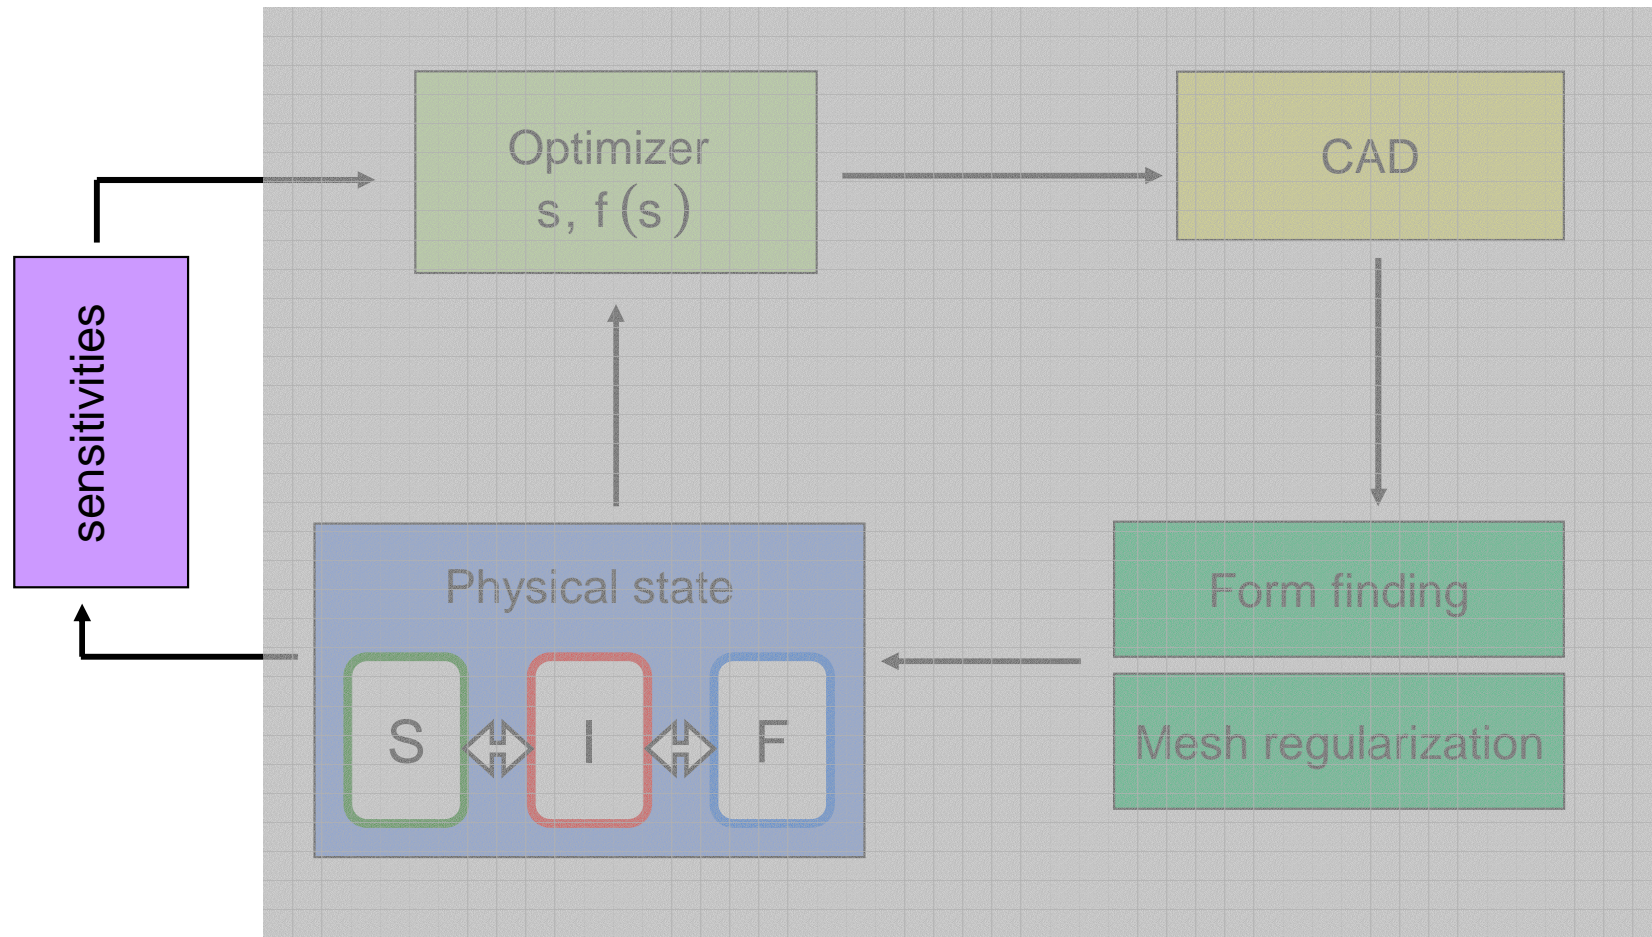 Optimizer
s, f (s)
CAD
sensitivities
Physical state
S
I
F
Form finding
Mesh regularization